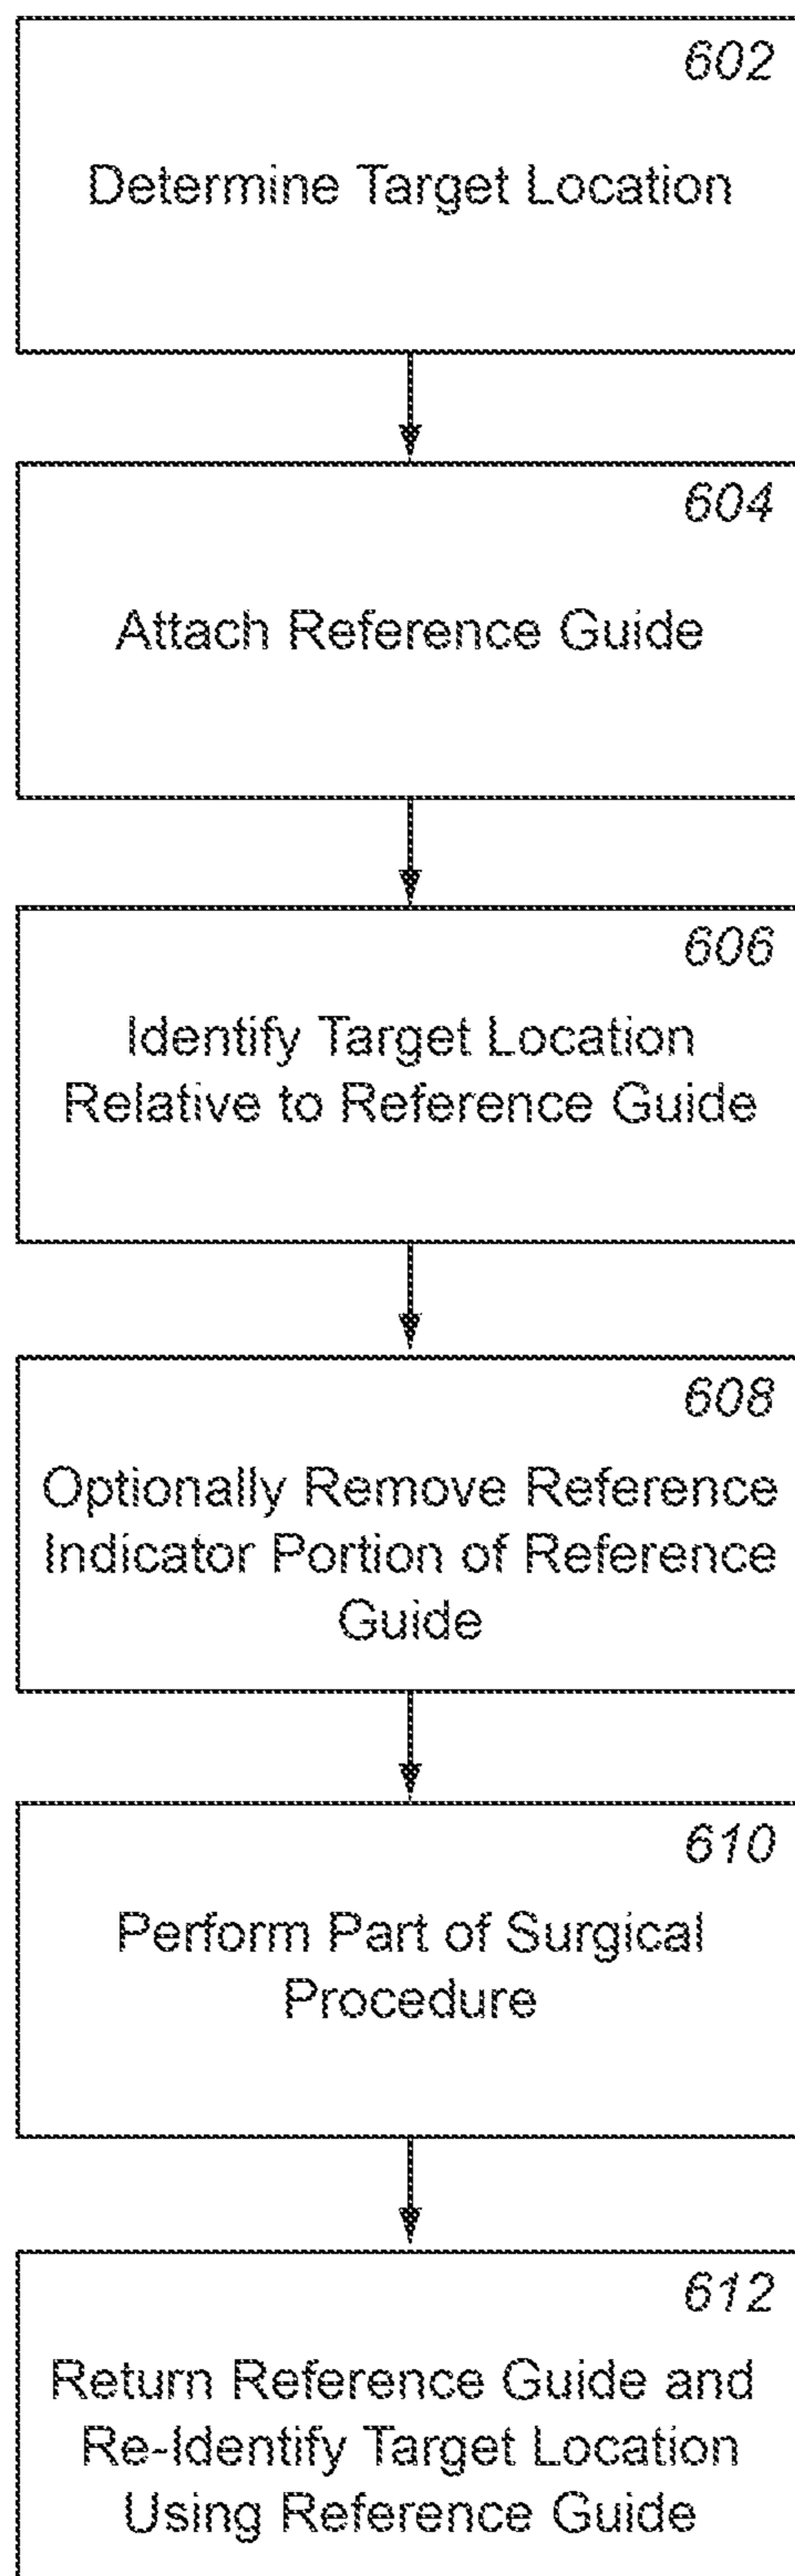 602
Determine Target Location
604
Attach Reference Guide
606
Identify Target Location
Relative to Reference Guide
608
Optionally Remove Reference
Indicator Portion of Reference
Guide
610
Perform Part of Surgical
Procedure
612
Return Reference Guide and
Re-Identify Target Location
Using Reference Guide